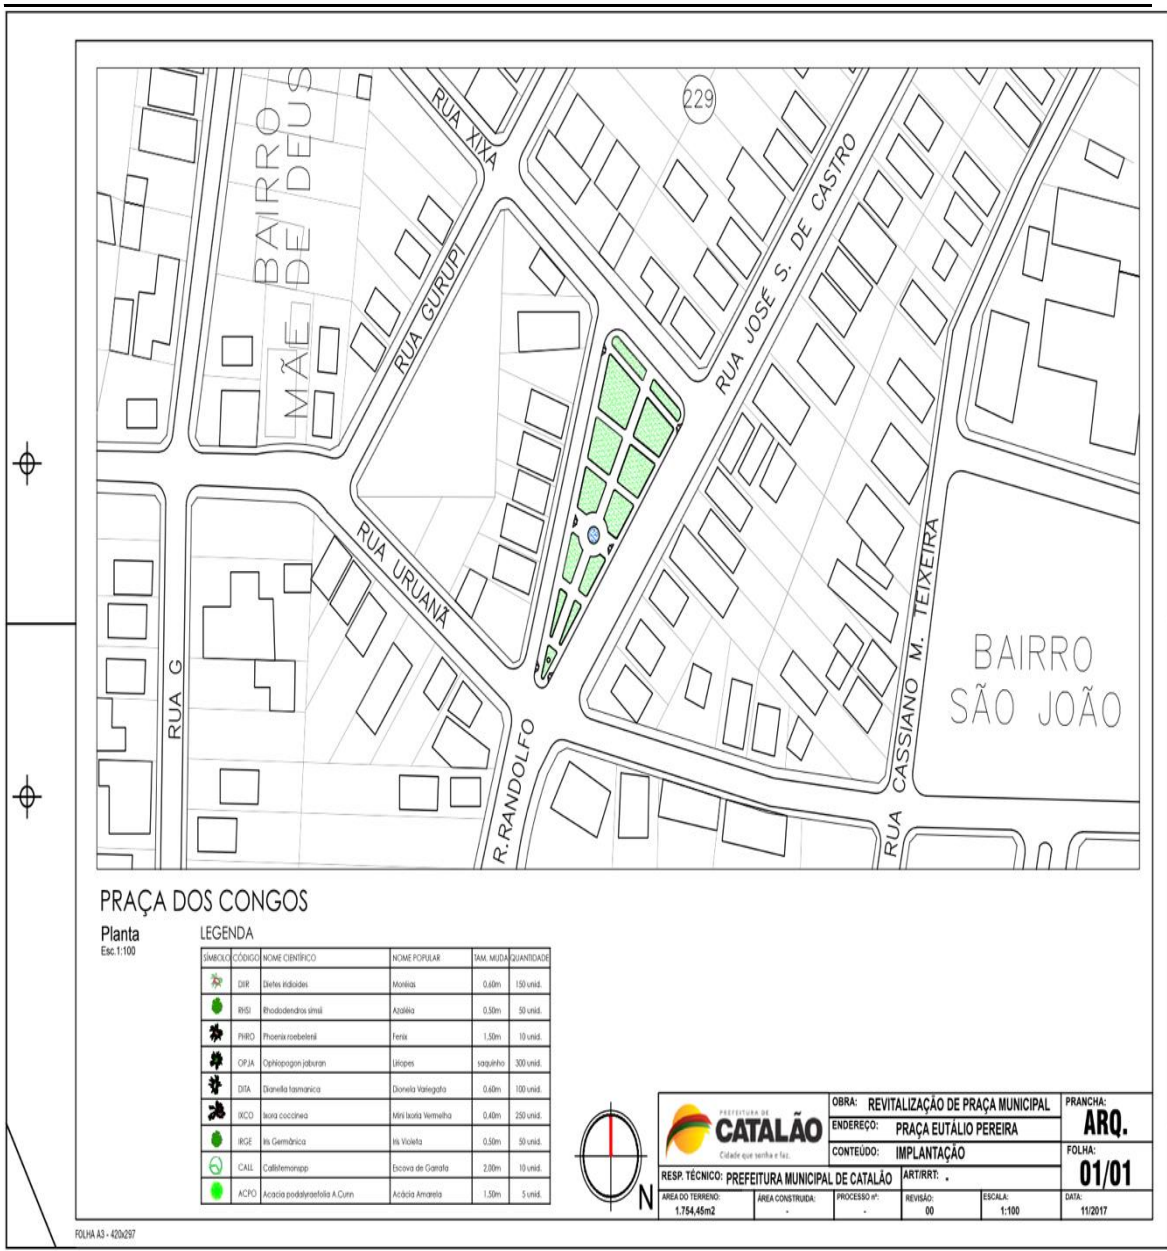 BAIRRO
MÃE DE DEUS
RUA XIXA
229
RUA JOSÉ S. DE CASTRO
RUA GURUPI
RUA URUANÃ
RUA G
R.RANDOLFO
RUA CASSIANO M. TEIXEIRA
BAIRRO
SÃO JOÃO
RUA
PRAÇA DOS CONGOS
Planta
Esc.1:100
LEGENDA
SÍMBOLO CÓDIGO NOME CIENTÍFICO NOME POPULAR TAM. MUDA QUANTIDADE
DIIR Dietes iridioides Moréias 0,60m 150 unid.
RHSI Rhododendros simsii Azaléia 0,50m 50 unid.
PHRO Phoenix roebelenii Fenix 1,50m 10 unid.
OPJA Ophiopogon jaburan Liriopes saquinho 300 unid.
DITA Dianella tasmanica Dionela Variegata 0,60m 100 unid.
IXCO Ixora coccinea Mini Ixoria Vermelha 0,40m 250 unid.
IRGE Iris Germânica Iris Violeta 0,50m 50 unid.
CALL Callistemonspp Escova de Garrafa 2,00m 10 unid.
ACPO Acacia podalyraefolia A.Cunn Acácia Amarela 1,50m 5 unid.
N
PREFEITURA DE
CATALÃO
Cidade que sonha e faz.
OBRA: REVITALIZAÇÃO DE PRAÇA MUNICIPAL
ENDEREÇO: PRAÇA EUTÁLIO PEREIRA
CONTEÚDO: IMPLANTAÇÃO
PRANCHA:
ARQ.
FOLHA:
01/01
RESP. TÉCNICO: PREFEITURA MUNICIPAL DE CATALÃO ART/RRT: -
AREA DO TERRENO: ÁREA CONSTRUIDA: PROCESSO nº: REVISÃO: ESCALA: DATA:
1.754,45m2 - - 00 1:100 11/2017
FOLHA A3 - 420x297